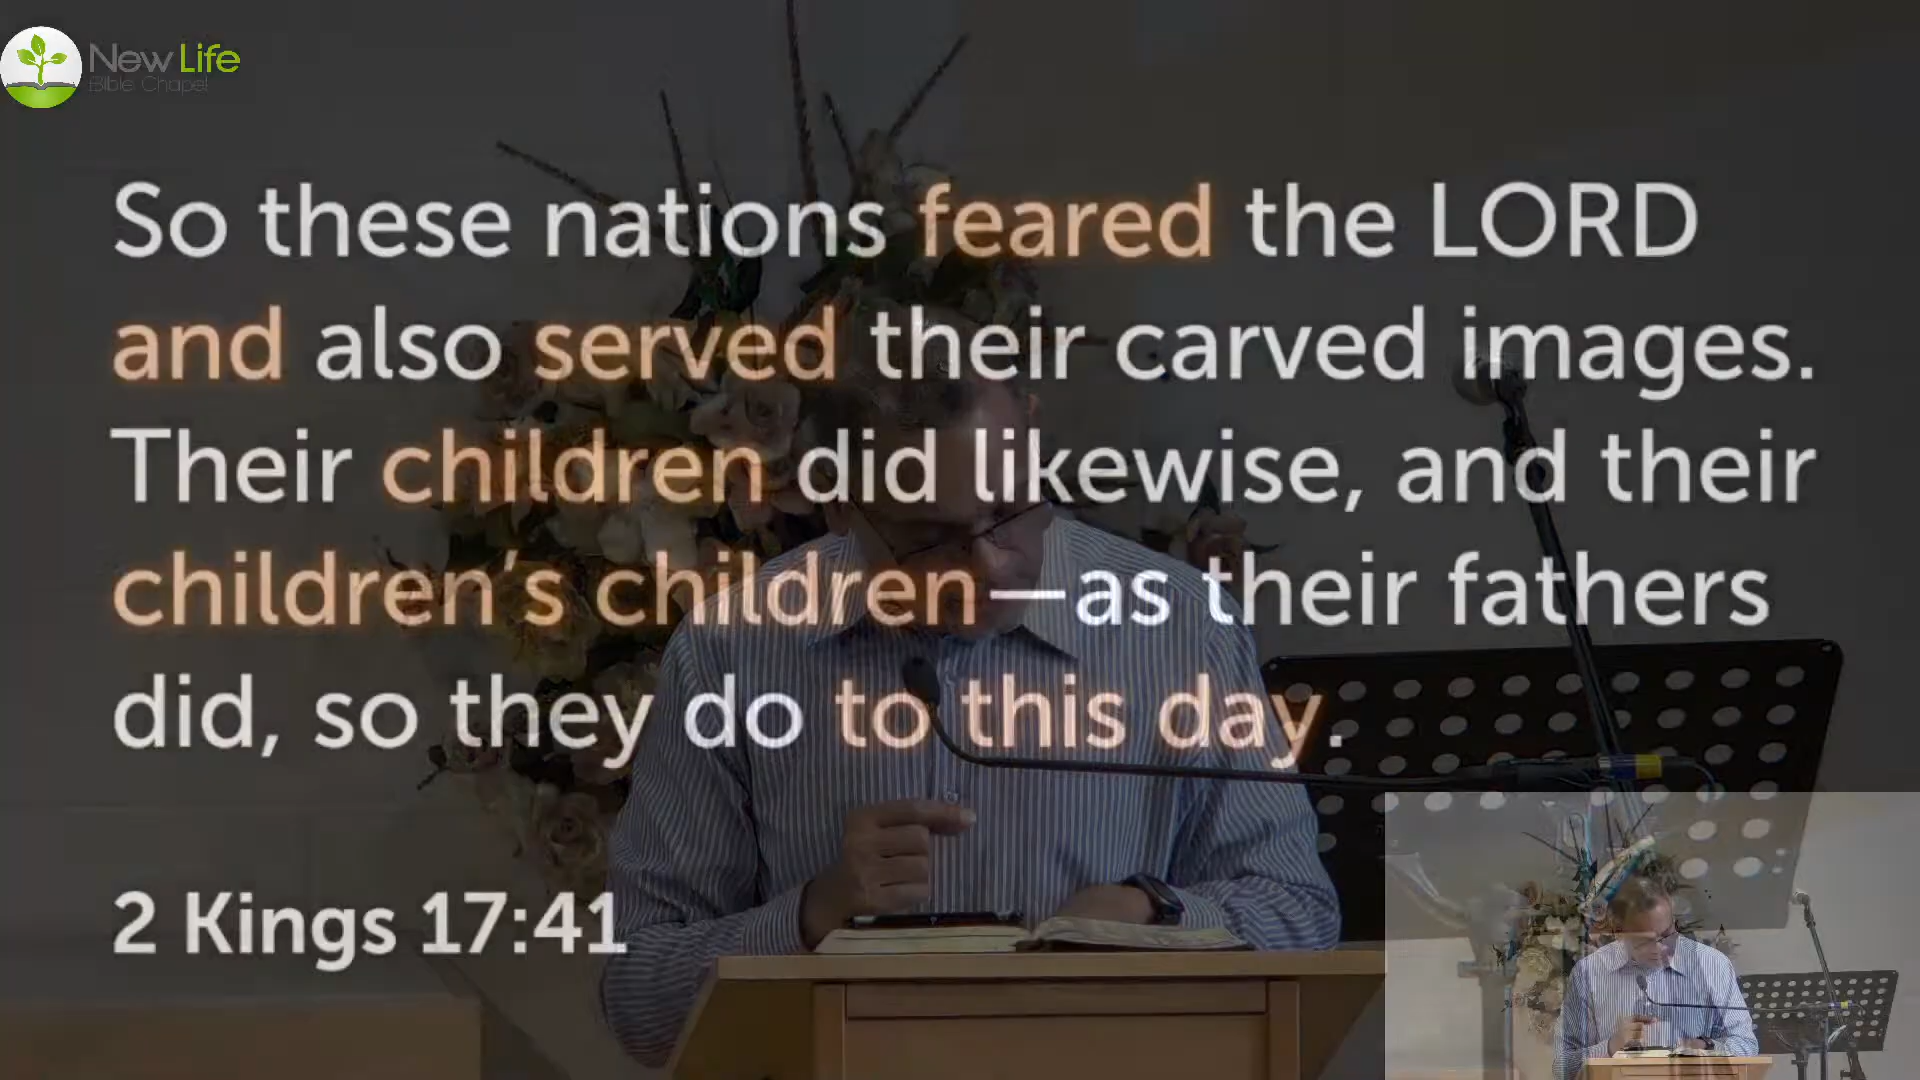 New Life
Bible Chapel
So these nations feared the LORD
and also served their carved images.
Their children did likewise, and their
children’s children—as their fathers
did, so they do to this day.
2 Kings 17:41